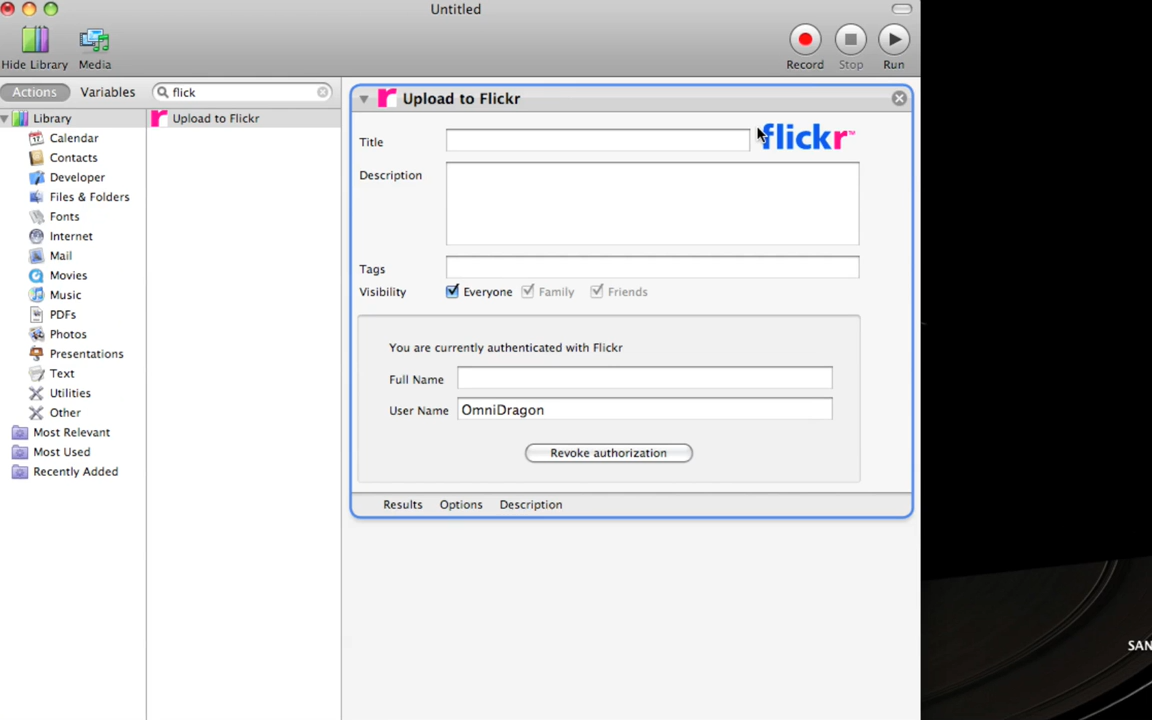 Untitled
Hide Library Media Record Stop Run
Actions Variables flick
Library
Calendar
Contacts
Developer
Files & Folders
Fonts
Internet
Mail
Movies
Music
PDFs
Photos
Presentations
Text
Utilities
Other
Most Relevant
Most Used
Recently Added
Upload to Flickr
Upload to Flickr
Title flickr™
Description
Tags
Visibility Everyone Family Friends
You are currently authenticated with Flickr
Full Name
User Name OmniDragon
Revoke authorization
Results Options Description
SAN